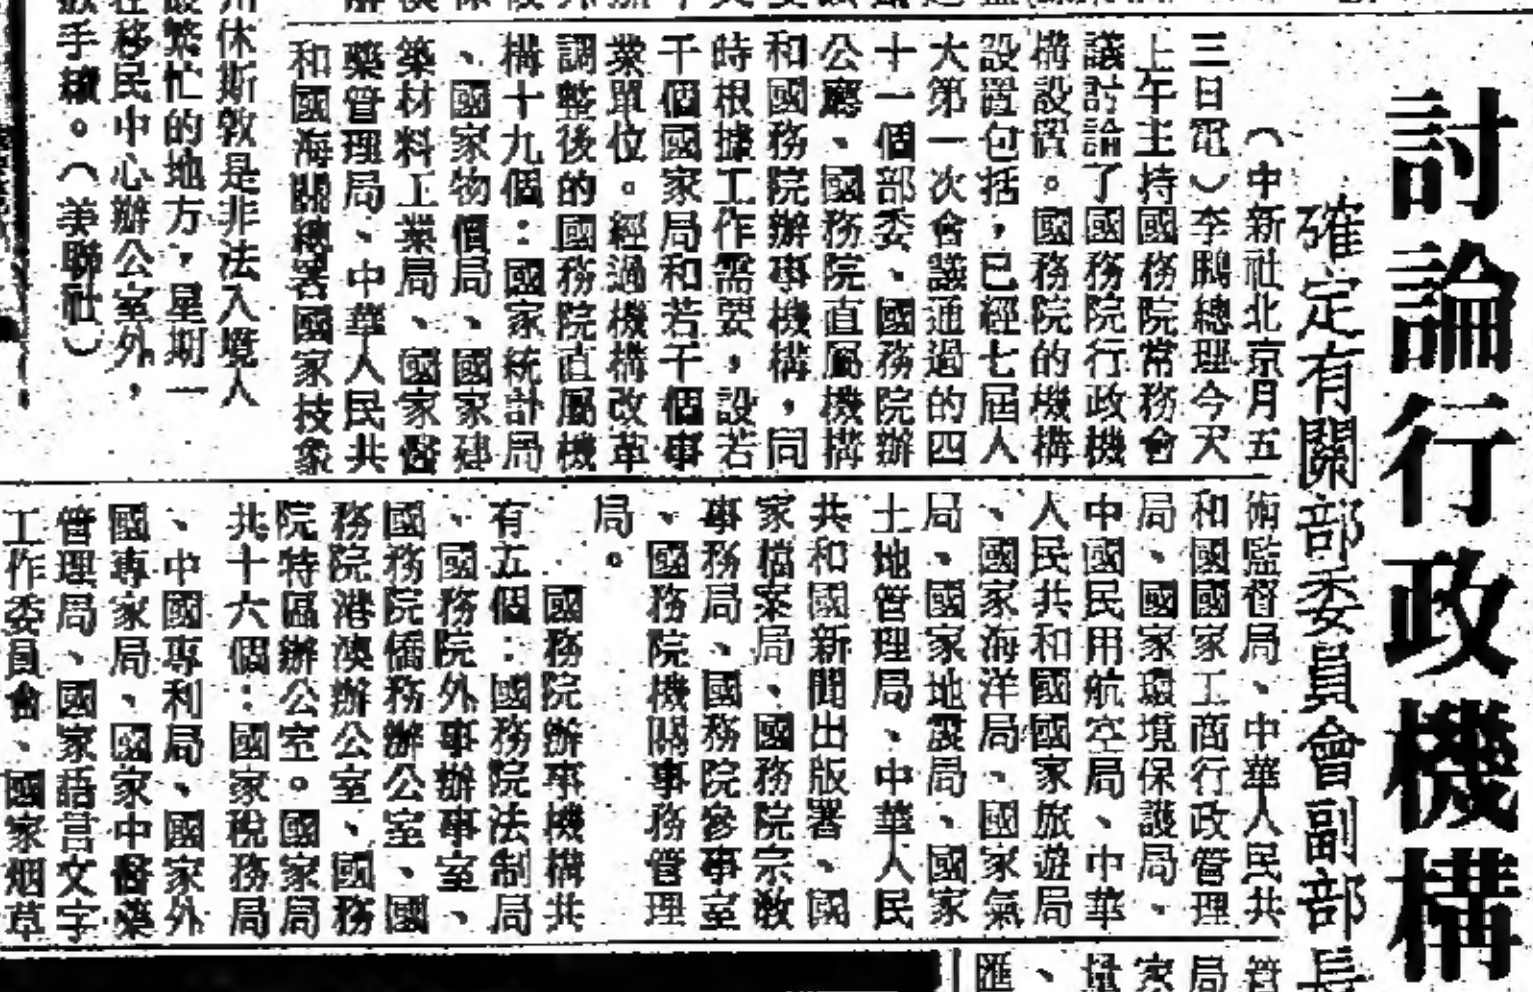 討論行政機構
確定有關部委員會副部長
（中新社北京月五
三日電）李鵬總理今天
上午主持國務院常務會
議討論了國務院行政機
構設置。國務院的機構
設置包括，已經七屆人
大第一次會議通過的四
十一個部委、國務院辦
公廳、國務院直屬機構
和國務院辦事機構，同
時根據工作需要，設若
干個國家局和若干個事
業單位。經過機構改革
調整後的國務院直屬機
構十九個：國家統計局
、國家物價局、國家建
築材料工業局、國家醫
藥管理局、中華人民共
和國海關總署國家技象
術監督局、中華人民共
和國國家工商行政管理
局、國家環境保護局、
中國民用航空局、中華
人民共和國國家旅遊局
、國家海洋局、國家氣
局、國家地震局、國家
土地管理局、中華人民
共和國新聞出版署、國
家檔案局、國務院宗教
事務局、國務院參事室
、國務院機關事務管理
局。
國務院辦事機構共
有五個：國務院法制局
、國務院外事辦事室、
國務院僑務辦公室、國
務院港澳辦公室、國務
院特區辦公室。國家局
共十六個：國家稅務局
、中國專利局、國家外
國專家局、國家中醫藥
管理局、國家語言文字
工作委員會、國家烟草
州休斯敦是非法入境人
最繁忙的地方，星期一
在移民中心辦公室外，
手續。（美聯社）
管
局
家
量
、
匯